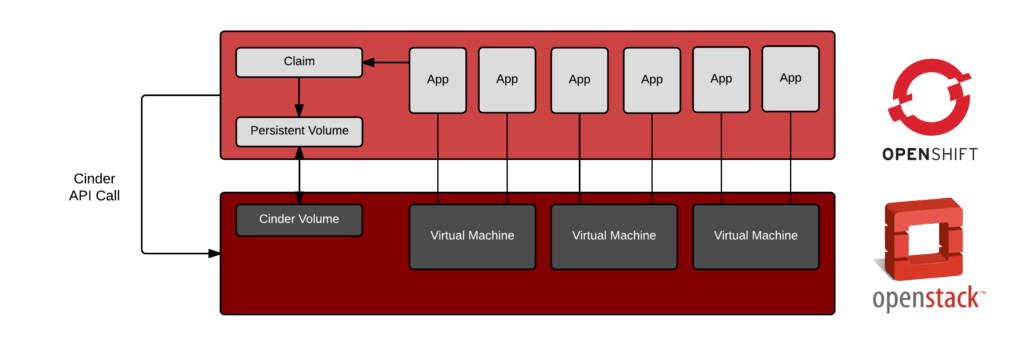 Claim
App
App
App
App
App
App
Persistent Volume
OPENSHIFT
Cinder
API Call
Cinder Volume
Virtual Machine
Virtual Machine
Virtual Machine
openstack™